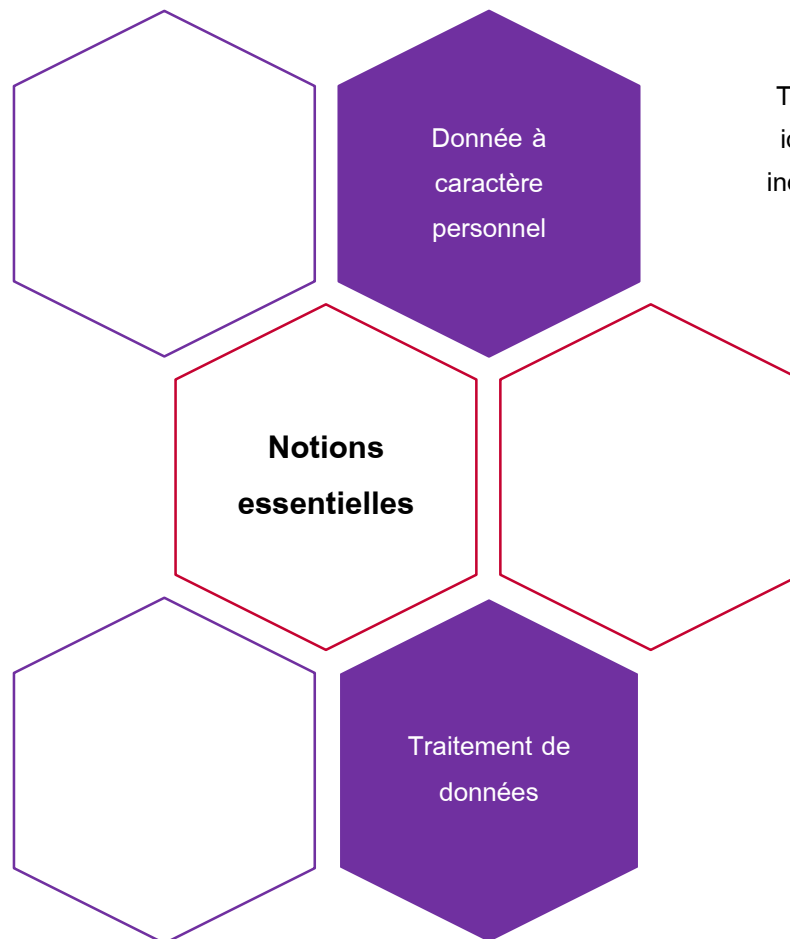 Donnée à
caractère
personnel
Notions
essentielles
Traitement de
données